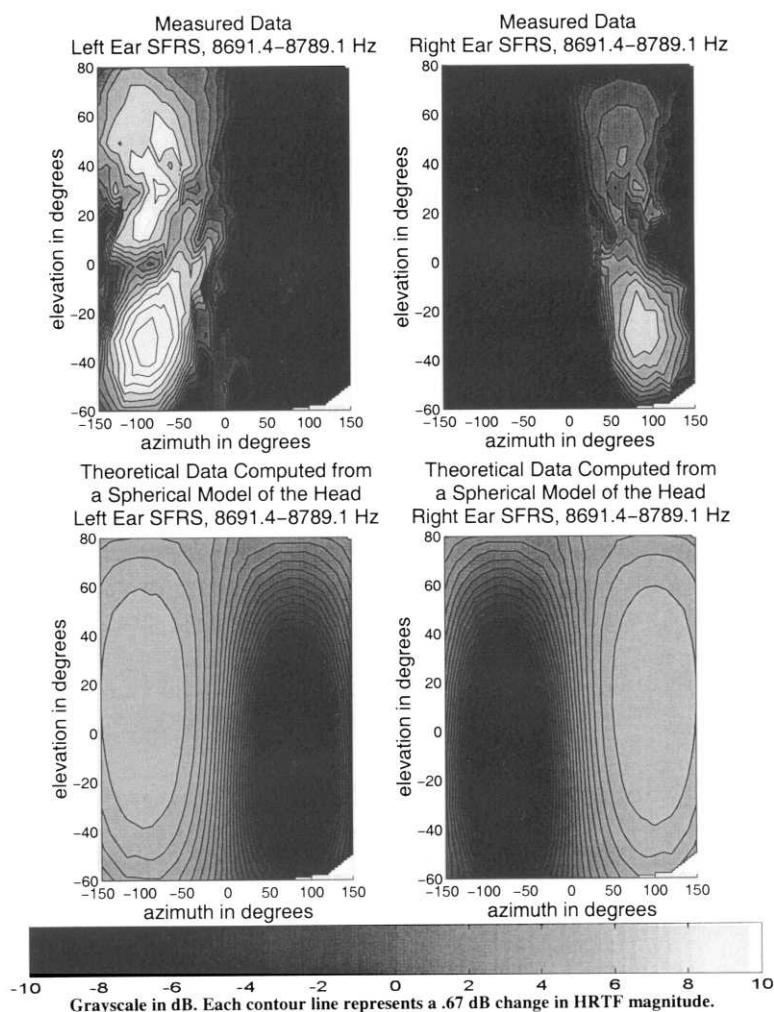 Measured Data
Left Ear SFRS, 8691.4–8789.1 Hz
Measured Data
Right Ear SFRS, 8691.4–8789.1 Hz
80
60
40
20
0
−20
−40
−60
elevation in degrees
−150 −100 −50 0 50 100 150
azimuth in degrees
80
60
40
20
0
−20
−40
−60
elevation in degrees
−150 −100 −50 0 50 100 150
azimuth in degrees
Theoretical Data Computed from
a Spherical Model of the Head
Left Ear SFRS, 8691.4–8789.1 Hz
Theoretical Data Computed from
a Spherical Model of the Head
Right Ear SFRS, 8691.4–8789.1 Hz
80
60
40
20
0
−20
−40
−60
elevation in degrees
−150 −100 −50 0 50 100 150
azimuth in degrees
80
60
40
20
0
−20
−40
−60
elevation in degrees
−150 −100 −50 0 50 100 150
azimuth in degrees
-10 -8 -6 -4 -2 0 2 4 6 8 10
Grayscale in dB. Each contour line represents a .67 dB change in HRTF magnitude.